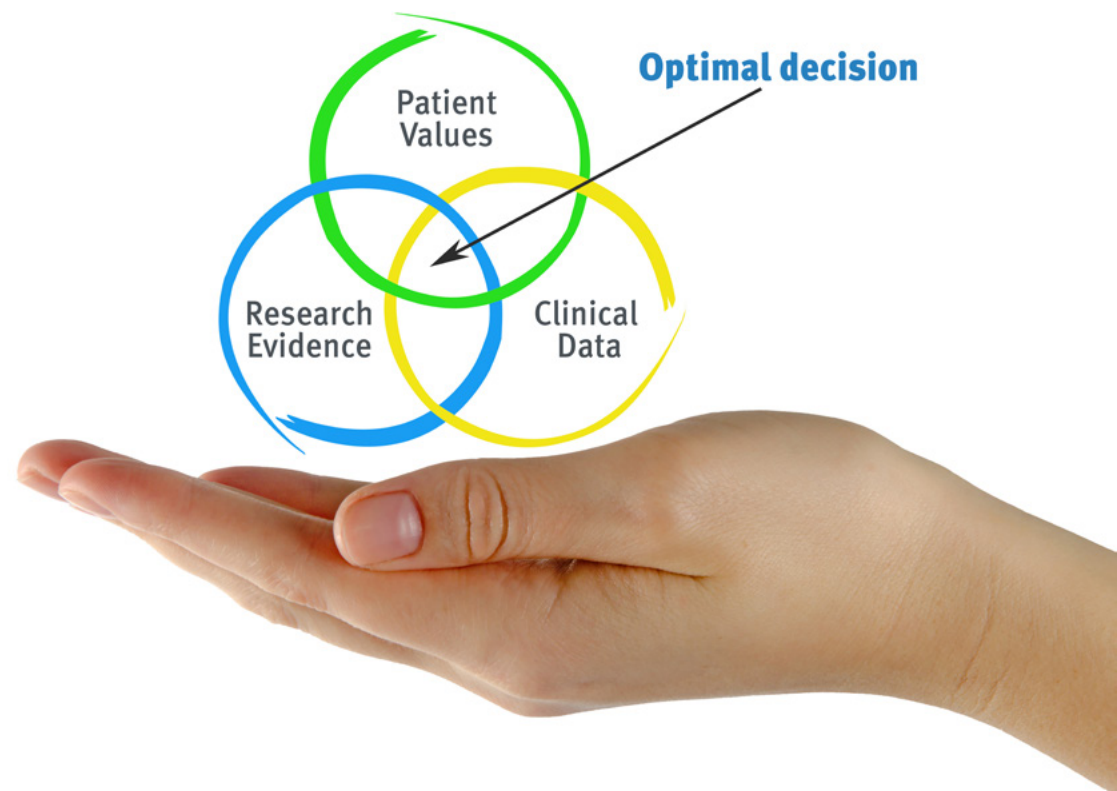 Optimal decision
Patient
Values
Research
Evidence
Clinical
Data